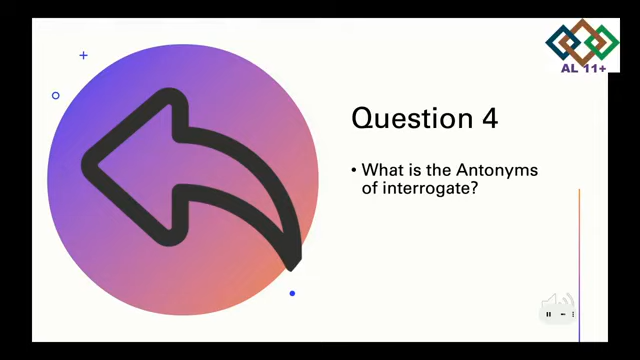 AL 11+
Question 4
• What is the Antonyms
of interrogate?